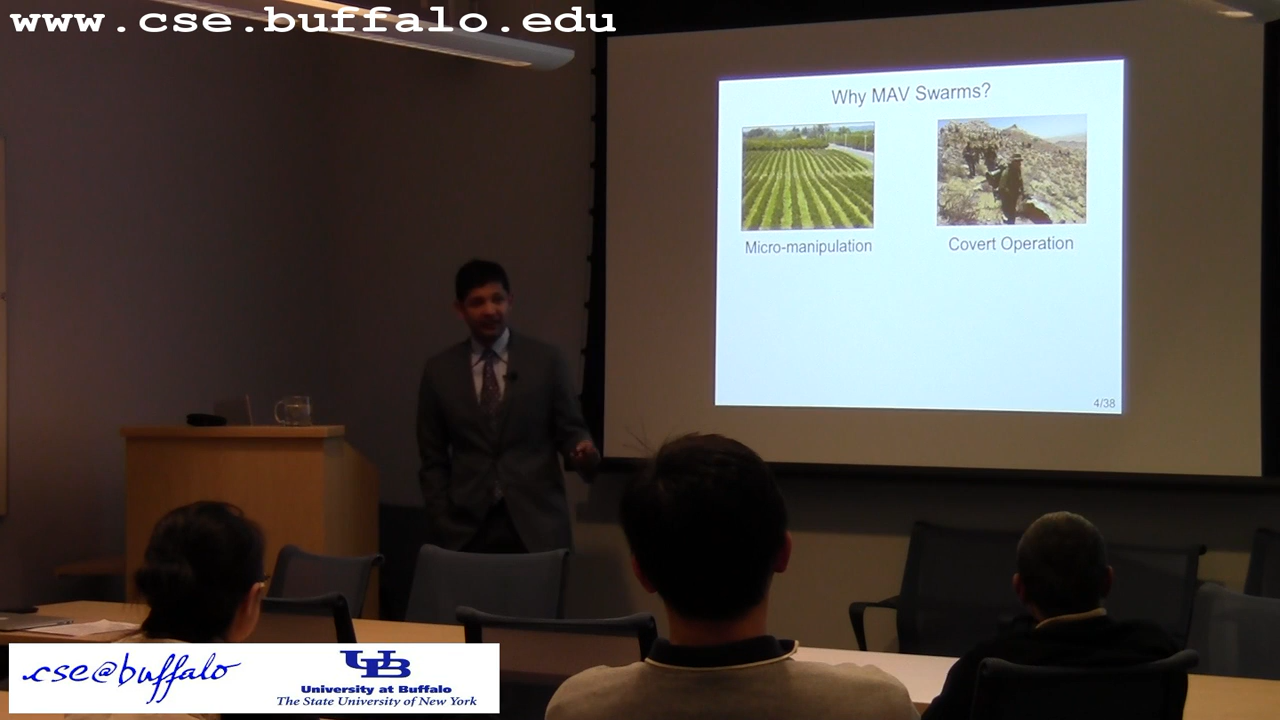 www.cse.buffalo.edu
Why MAV Swarms?
Micro-manipulation
Covert Operation
4/38
cse@buffalo
UB
University at Buffalo
The State University of New York